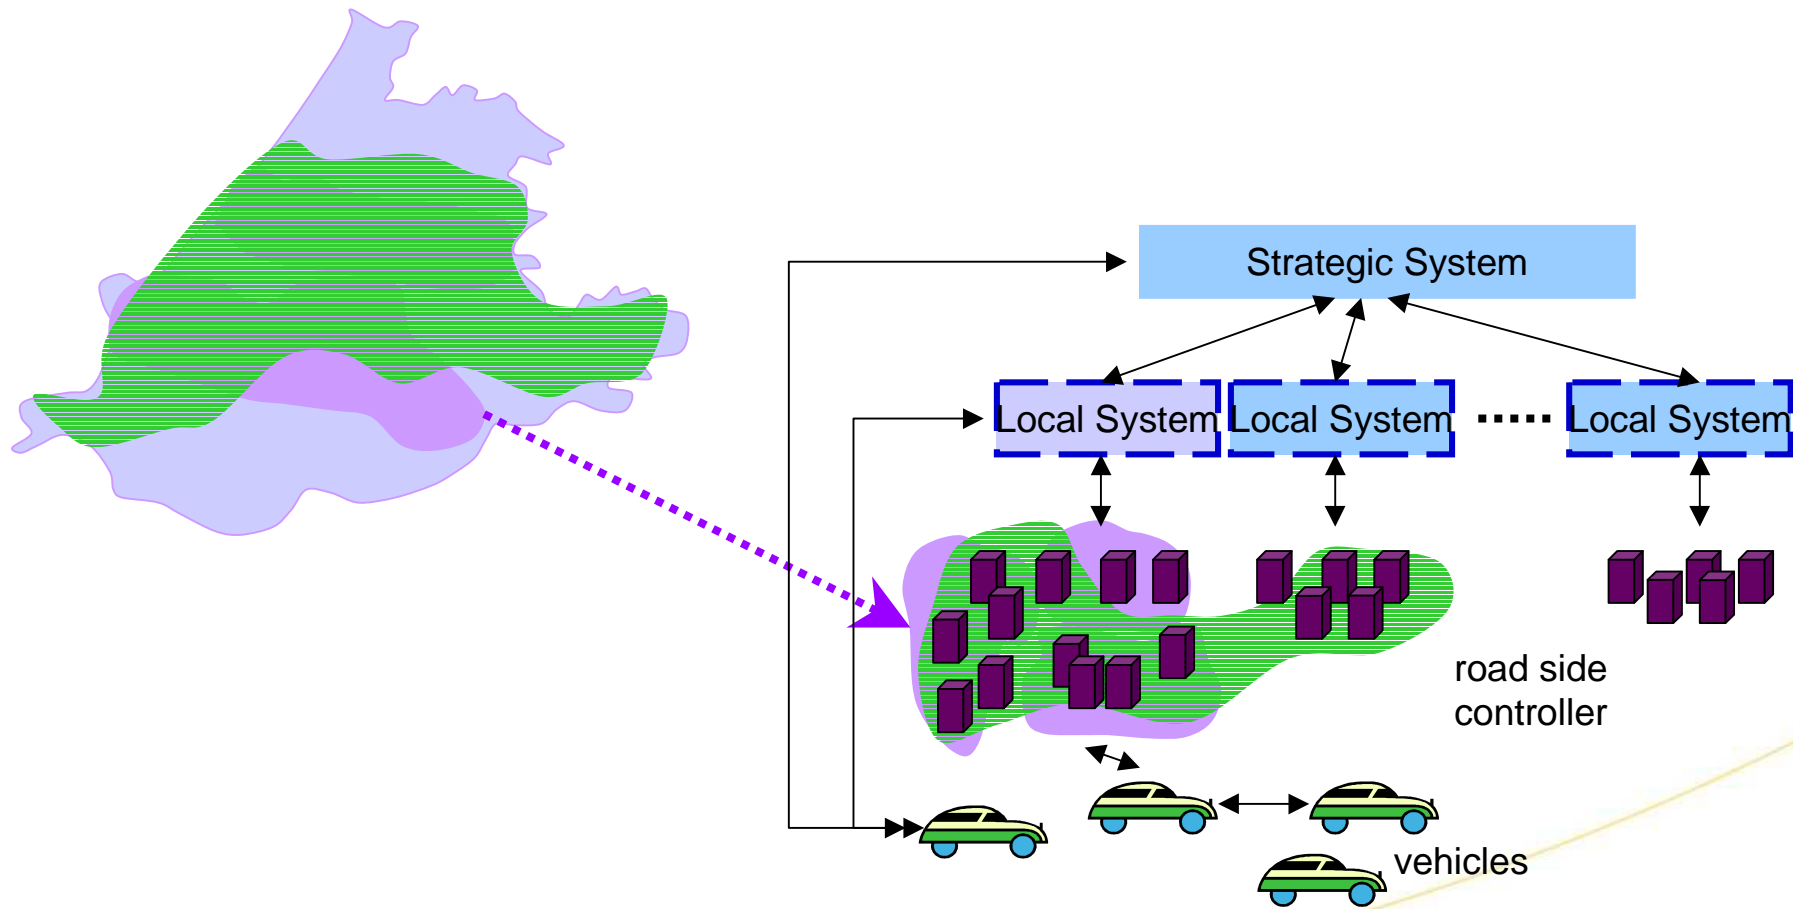 Strategic System
Local System
Local System
Local System
road side
controller
vehicles